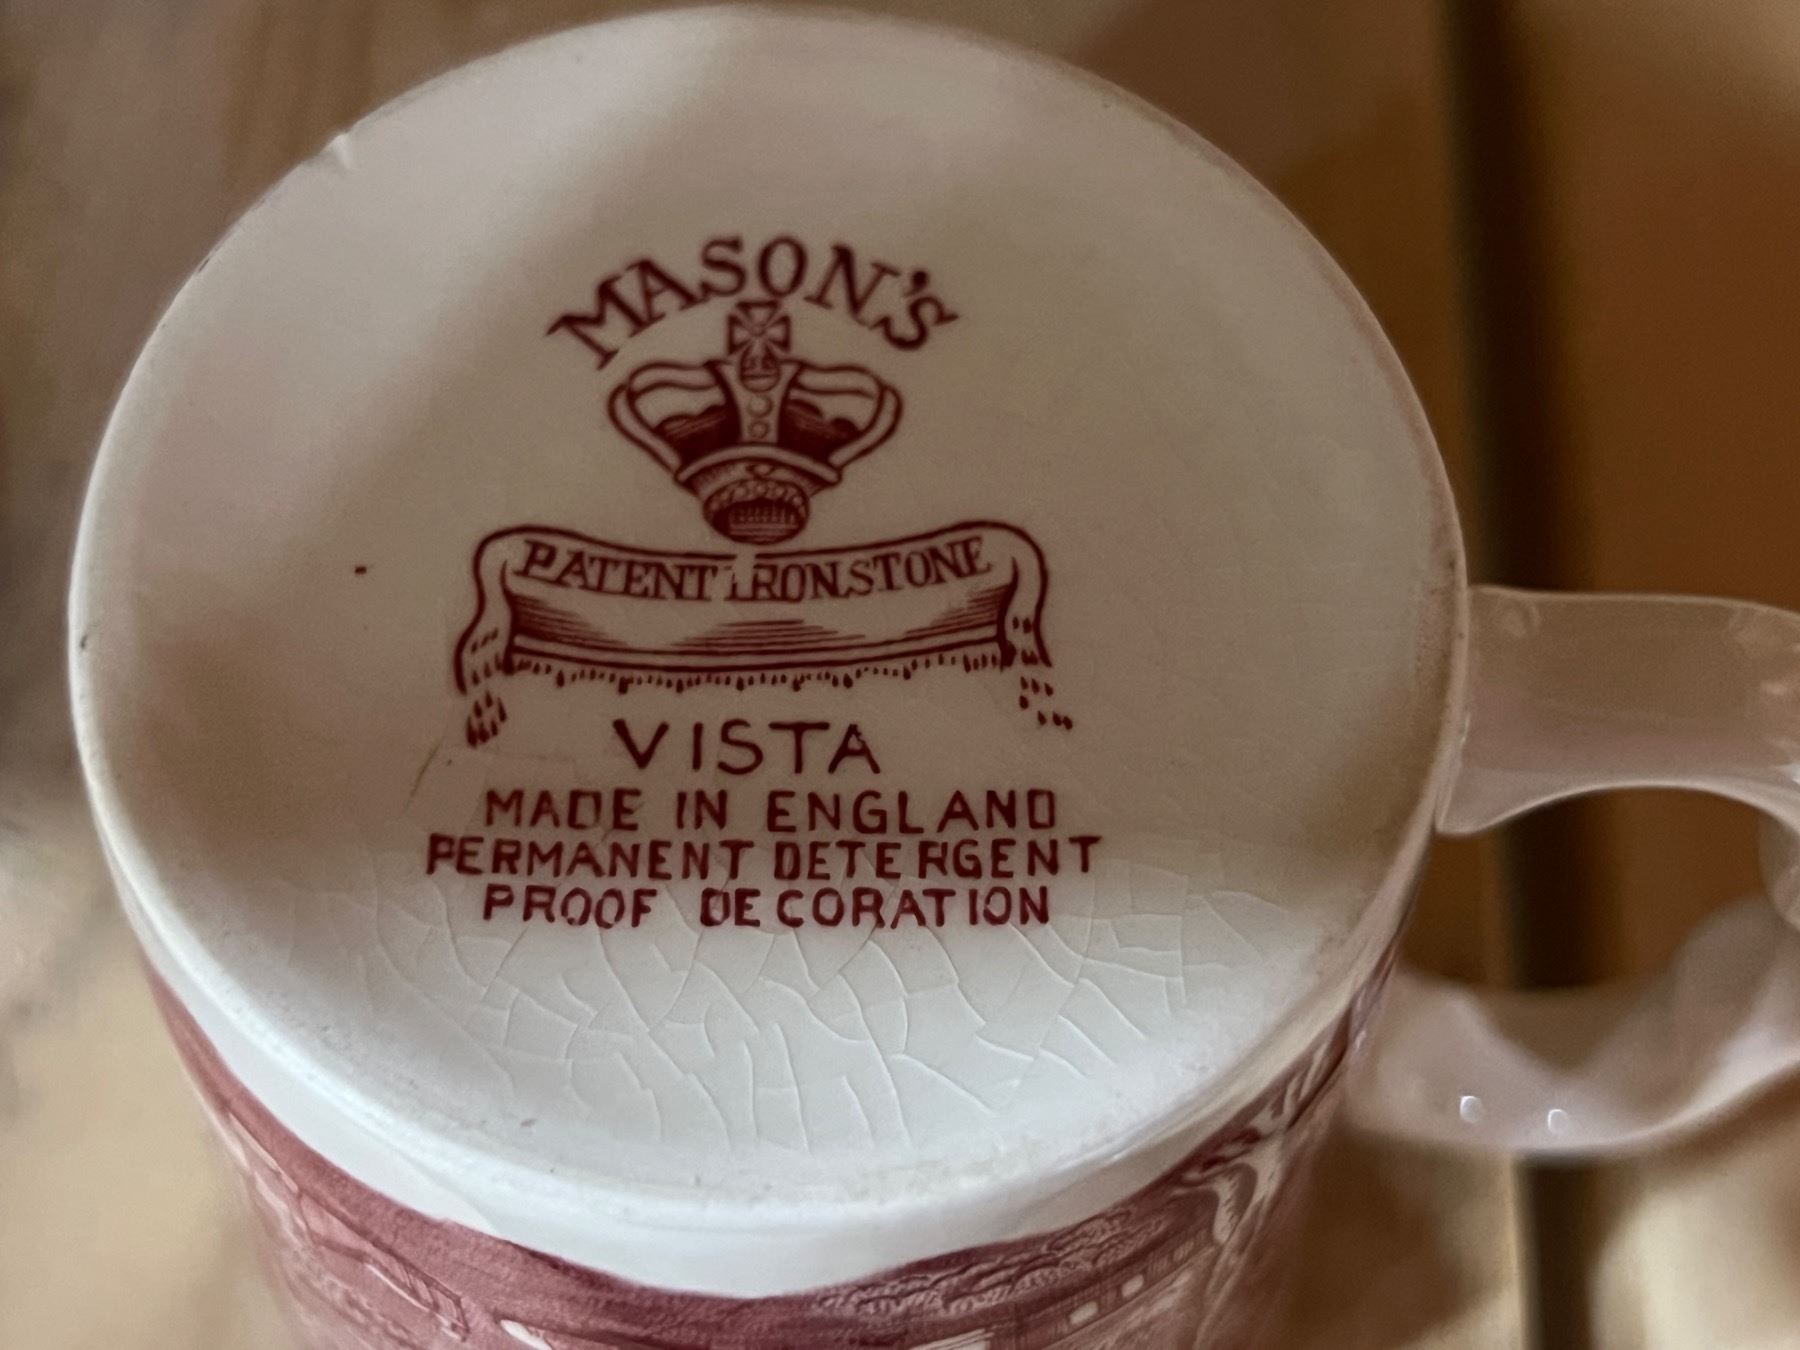 MASON'S
PATENT IRONSTONE
VISTA
MADE IN ENGLAND
PERMANENT DETERGENT
PROOF DECORATION